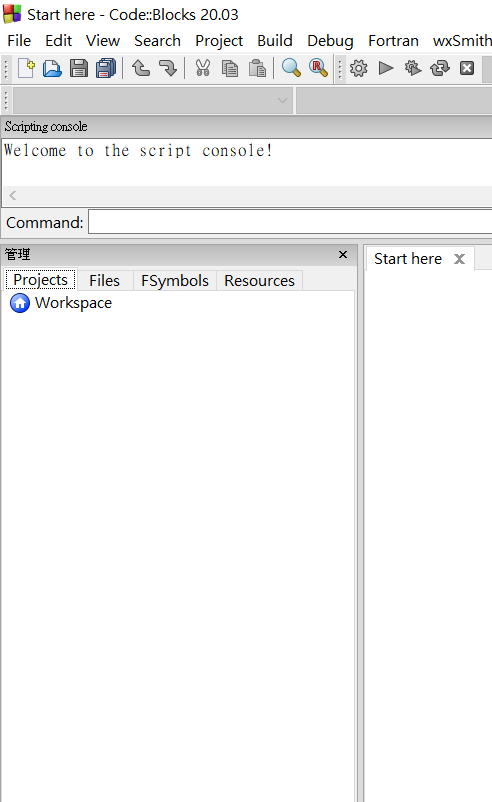 Start here - Code::Blocks 20.03
File Edit View Search Project Build Debug Fortran wxSmith
Scripting console
Welcome to the script console!
Command:
管理
Start here
Projects Files FSymbols Resources
Workspace